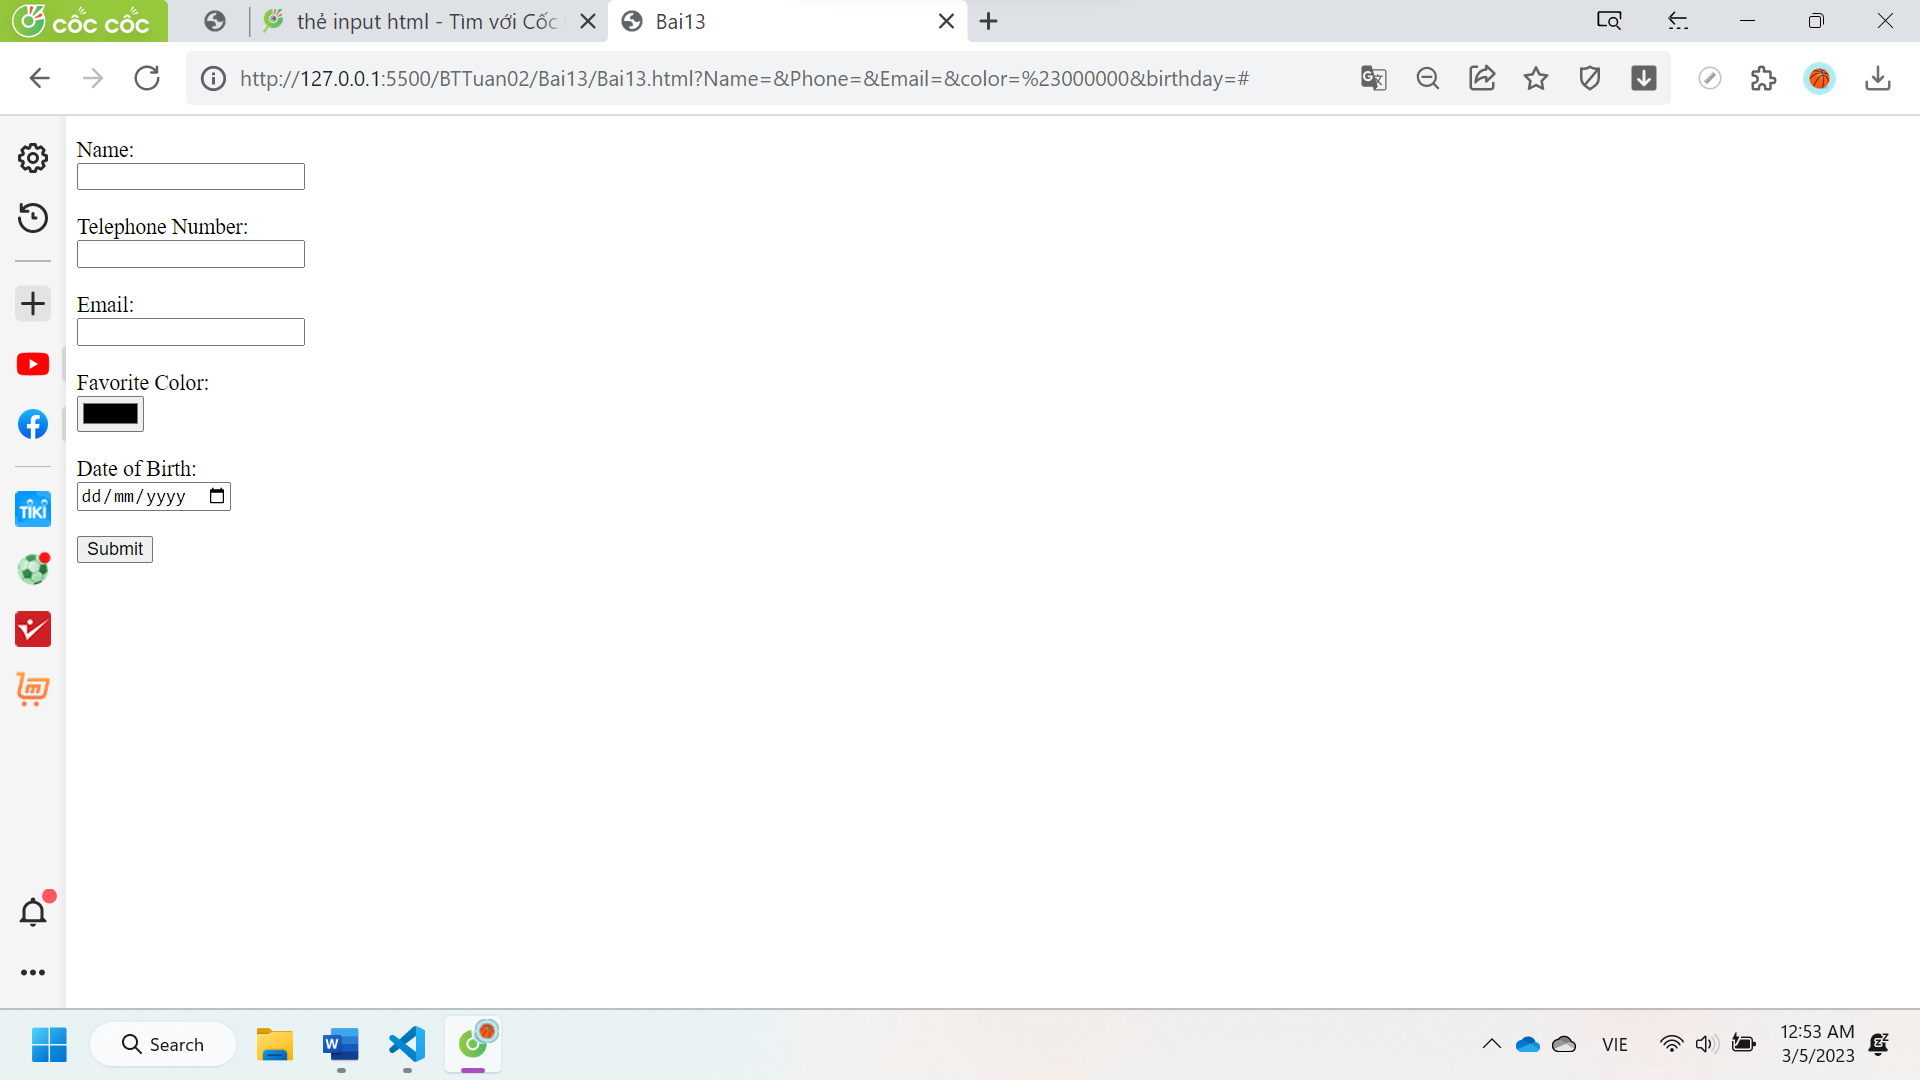 cốc cốc
thẻ input html - Tìm với Cốc
Bai13
http://127.0.0.1:5500/BTTuan02/Bai13/Bai13.html?Name=&Phone=&Email=&color=%23000000&birthday=#
Name:
Telephone Number:
Email:
Favorite Color:
Date of Birth:
dd/mm/yyyy
TIKI
Submit
Search
W
VIE
12:53 AM
3/5/2023